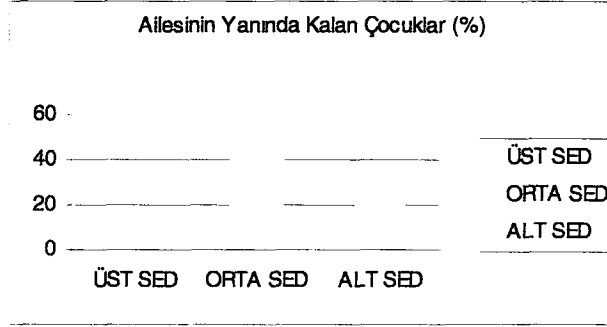 Ailesinin Yanında Kalan Çocuklar (%)
60
40
20
0
ÜST SED ORTA SED ALT SED
ÜST SED
ORTA SED
ALT SED